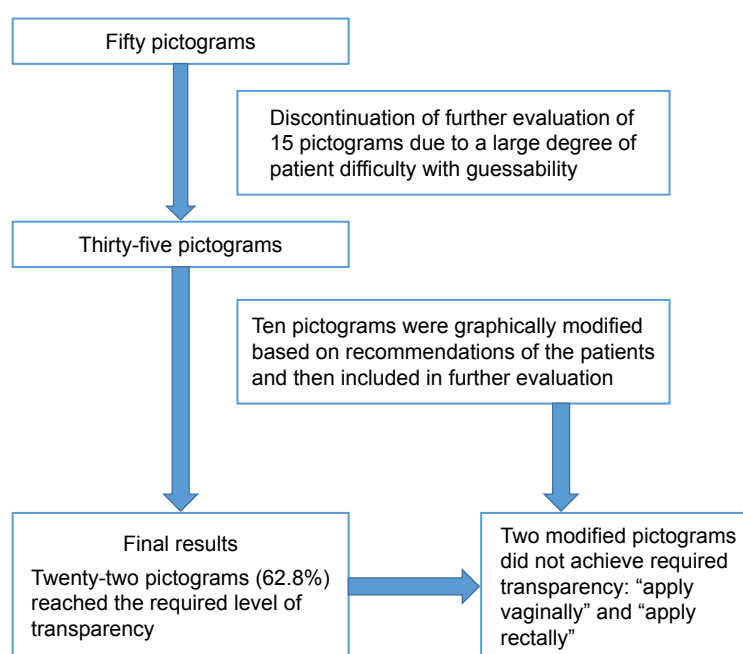 Fifty pictograms
Discontinuation of further evaluation of
15 pictograms due to a large degree of
patient difficulty with guessability
Thirty-five pictograms
Ten pictograms were graphically modified
based on recommendations of the patients
and then included in further evaluation
Final results
Twenty-two pictograms (62.8%)
reached the required level of
transparency
Two modified pictograms
did not achieve required
transparency: “apply
vaginally” and “apply
rectally”